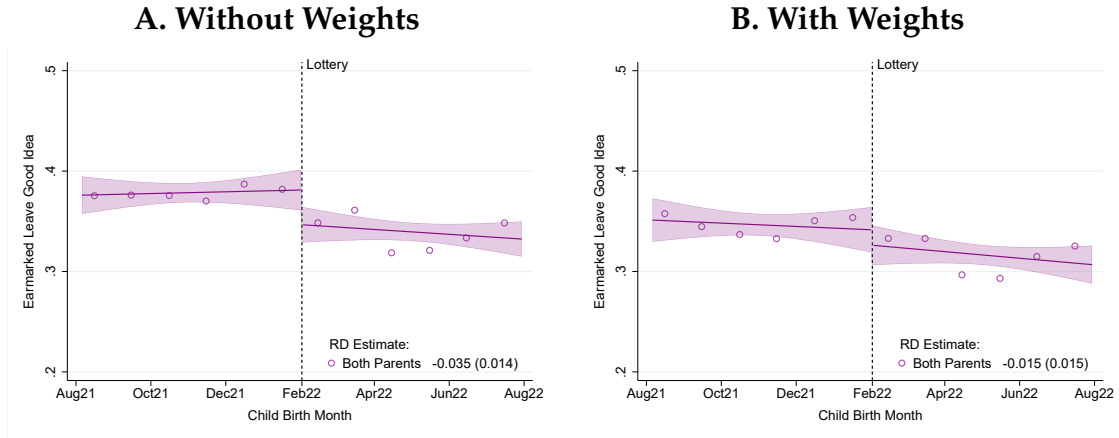 A. Without Weights
Lottery
.5
.4
.3
.2
Earmarked Leave Good Idea
RD Estimate:
Both Parents -0.035 (0.014)
Aug21 Oct21 Dec21 Feb22 Apr22 Jun22 Aug22
Child Birth Month
B. With Weights
Lottery
.5
.4
.3
.2
Earmarked Leave Good Idea
RD Estimate:
Both Parents -0.015 (0.015)
Aug21 Oct21 Dec21 Feb22 Apr22 Jun22 Aug22
Child Birth Month